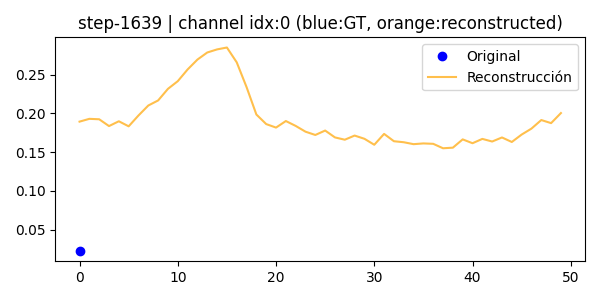 step-1639 | channel idx:0 (blue:GT, orange:reconstructed)
Original
Reconstrucción
0.25
0.20
0.15
0.10
0.05
0 10 20 30 40 50